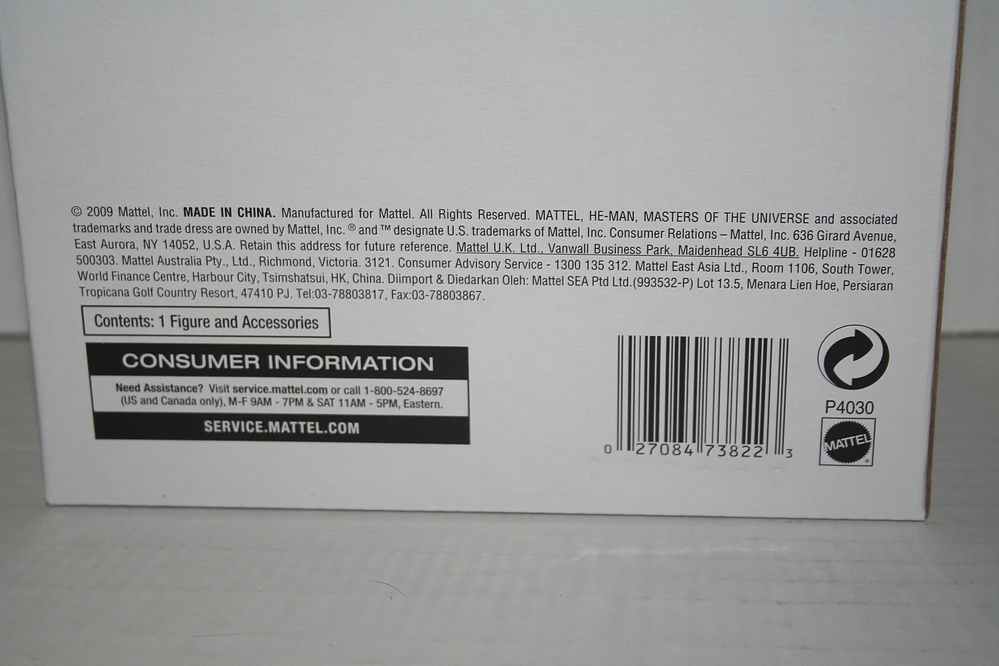 © 2009 Mattel, Inc. MADE IN CHINA. Manufactured for Mattel. All Rights Reserved. MATTEL, HE-MAN, MASTERS OF THE UNIVERSE and associated
trademarks and trade dress are owned by Mattel, Inc. ® and ™ designate U.S. trademarks of Mattel, Inc. Consumer Relations – Mattel, Inc. 636 Girard Avenue,
East Aurora, NY 14052, U.S.A. Retain this address for future reference. Mattel U.K. Ltd., Vanwall Business Park, Maidenhead SL6 4UB. Helpline - 01628
500303. Mattel Australia Pty., Ltd., Richmond, Victoria. 3121. Consumer Advisory Service - 1300 135 312. Mattel East Asia Ltd., Room 1106, South Tower,
World Finance Centre, Harbour City, Tsimshatsui, HK, China. Diimport & Diedarkan Oleh: Mattel SEA Ptd Ltd.(993532-P) Lot 13.5, Menara Lien Hoe, Persiaran
Tropicana Golf Country Resort, 47410 PJ. Tel:03-78803817, Fax:03-78803867.
Contents: 1 Figure and Accessories
CONSUMER INFORMATION
Need Assistance? Visit service.mattel.com or call 1-800-524-8697
(US and Canada only), M-F 9AM - 7PM & SAT 11AM - 5PM, Eastern.
SERVICE.MATTEL.COM
0 27084 73822 3
P4030
MATTEL®